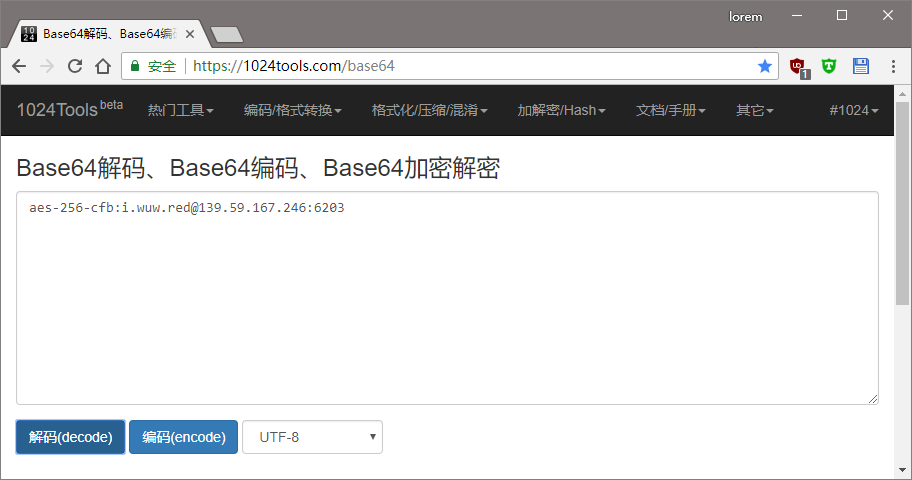 lorem
1024
Base64解码、Base64编码
安全 https://1024tools.com/base64
1
1024Tools beta 热门工具 编码/格式转换 格式化/压缩/混淆 加解密/Hash 文档/手册 其它 #1024
Base64解码、Base64编码、Base64加密解密
aes-256-cfb:i.wuw.red@139.59.167.246:6203
解码(decode) 编码(encode) UTF-8